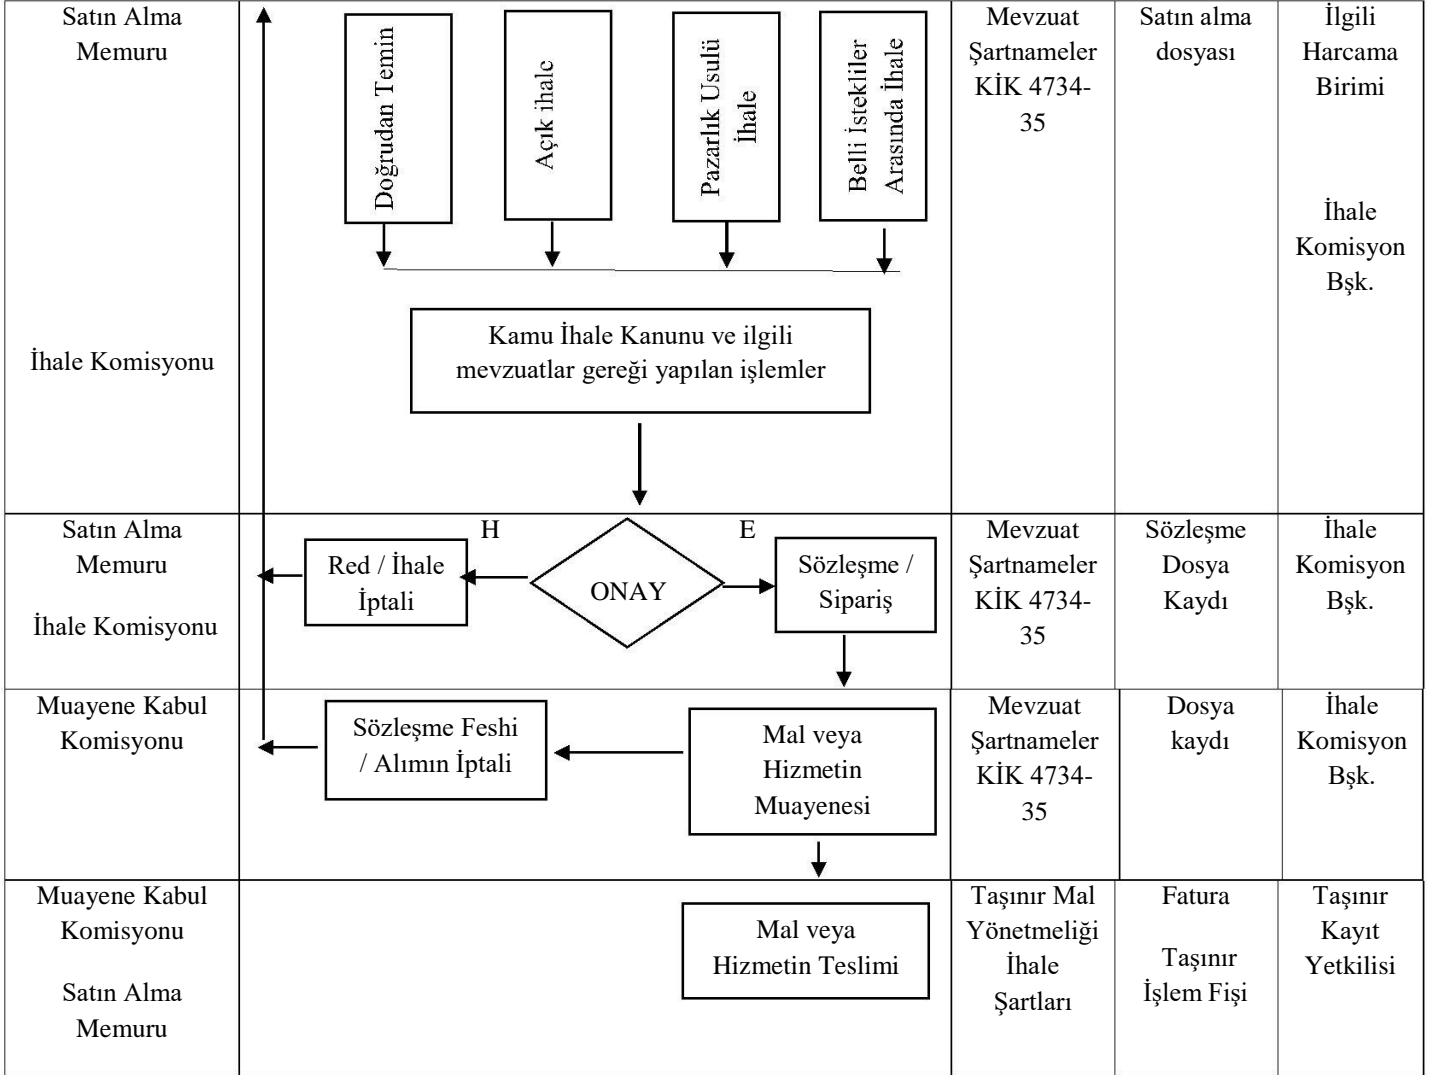 Satın Alma
Memuru
İhale Komisyonu
Doğrudan Temin
Açık ihale
Pazarlık Usulü
İhale
Belli İstekliler
Arasında İhale
Kamu İhale Kanunu ve ilgili
mevzuatlar gereği yapılan işlemler
Mevzuat
Şartnameler
KİK 4734-
35
Satın alma
dosyası
İlgili
Harcama
Birimi
İhale
Komisyon
Bşk.
Satın Alma
Memuru
İhale Komisyonu
Red / İhale
İptali
H
ONAY
E
Sözleşme /
Sipariş
Mevzuat
Şartnameler
KİK 4734-
35
Sözleşme
Dosya
Kaydı
İhale
Komisyon
Bşk.
Muayene Kabul
Komisyonu
Sözleşme Feshi
/ Alımın İptali
Mal veya
Hizmetin
Muayenesi
Mevzuat
Şartnameler
KİK 4734-
35
Dosya
kaydı
İhale
Komisyon
Bşk.
Muayene Kabul
Komisyonu
Satın Alma
Memuru
Mal veya
Hizmetin Teslimi
Taşınır Mal
Yönetmeliği
İhale
Şartları
Fatura
Taşınır
İşlem Fişi
Taşınır
Kayıt
Yetkilisi